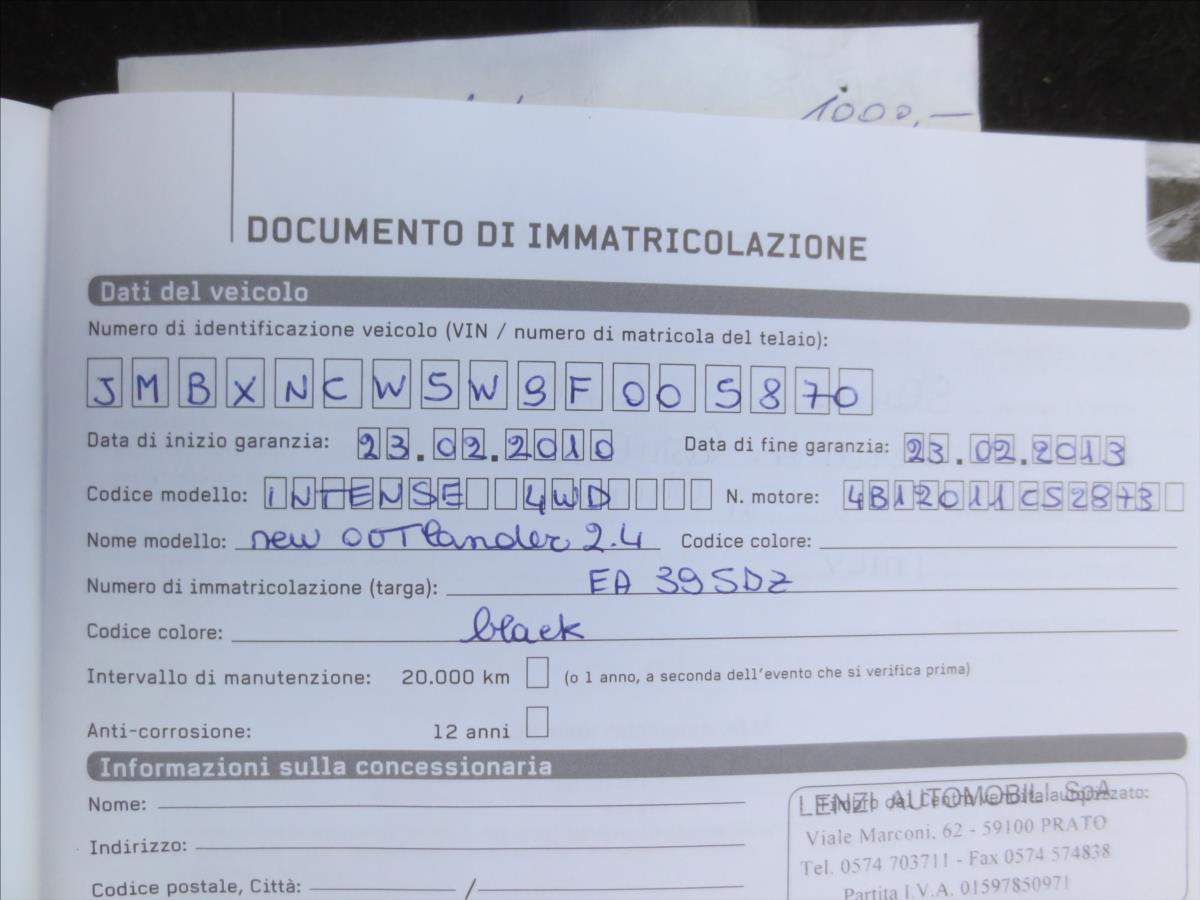 1000,—
DOCUMENTO DI IMMATRICOLAZIONE
Dati del veicolo
Numero di identificazione veicolo (VIN / numero di matricola del telaio):
JMBXNCW5W9F005870
Data di inizio garanzia: 23.02.2010 Data di fine garanzia: 23.02.2013
Codice modello: INTENSE 4WD N. motore: 4B12011CS2873
Nome modello: new OUTlander 2.4 Codice colore:
Numero di immatricolazione (targa): EA 395DZ
Codice colore: black
Intervallo di manutenzione: 20.000 km (o 1 anno, a seconda dell'evento che si verifica prima)
Anti-corrosione: 12 anni
Informazioni sulla concessionaria
Nome:
LENZI AUTOMOBILI SpA
Viale Marconi, 62 - 59100 PRATO
Indirizzo:
Tel. 0574 703711 - Fax 0574 574838
Codice postale, Città: /
Partita I.V.A. 01597850971